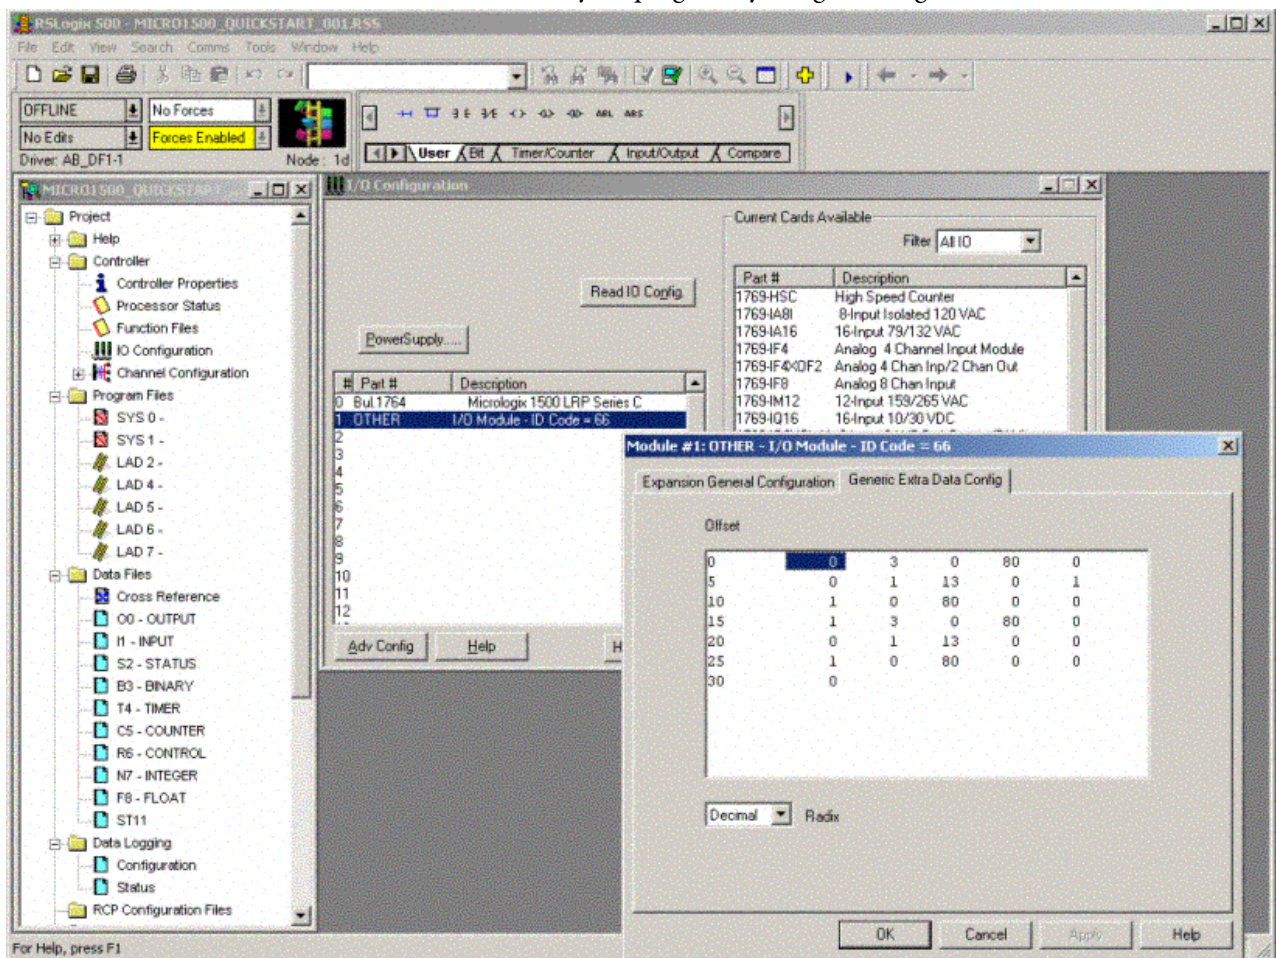 RSLogix 500 - MICRO1500_QUICKSTART_001.RSS
File Edit View Search Comms Tools Window Help
OFFLINE No Forces
No Edits Forces Enabled
Driver: AB_DF1-1 Node: 1d
ABL ABS
User Bit Timer/Counter Input/Output Compare
MICRO1500_QUICKSTART
Project
Help
Controller
Controller Properties
Processor Status
Function Files
IO Configuration
Channel Configuration
Program Files
SYS 0 -
SYS 1 -
LAD 2 -
LAD 4 -
LAD 5 -
LAD 6 -
LAD 7 -
Data Files
Cross Reference
O0 - OUTPUT
I1 - INPUT
S2 - STATUS
B3 - BINARY
T4 - TIMER
C5 - COUNTER
R6 - CONTROL
N7 - INTEGER
F8 - FLOAT
ST11
Data Logging
Configuration
Status
RCP Configuration Files
For Help, press F1
I/O Configuration
Read IO Config.
PowerSupply.....
# Part # Description
0 Bul.1764 Micrologix 1500 LRP Series C
1 OTHER I/O Module - ID Code = 66
2
3
4
5
6
7
8
9
10
11
12
Adv Config Help H
Current Cards Available
Filter All IO
Part # Description
1769-HSC High Speed Counter
1769-IA8I 8-Input Isolated 120 VAC
1769-IA16 16-Input 79/132 VAC
1769-IF4 Analog 4 Channel Input Module
1769-IF4XOF2 Analog 4 Chan Inp/2 Chan Out
1769-IF8 Analog 8 Chan Input
1769-IM12 12-Input 159/265 VAC
1769-IQ16 16-Input 10/30 VDC
Module #1: OTHER - I/O Module - ID Code = 66
Expansion General Configuration Generic Extra Data Config
Offset
0 0 3 0 80 0
5 0 1 13 0 1
10 1 0 80 0 0
15 1 3 0 80 0
20 0 1 13 0 0
25 1 0 80 0 0
30 0
Decimal Radix
OK Cancel Apply Help